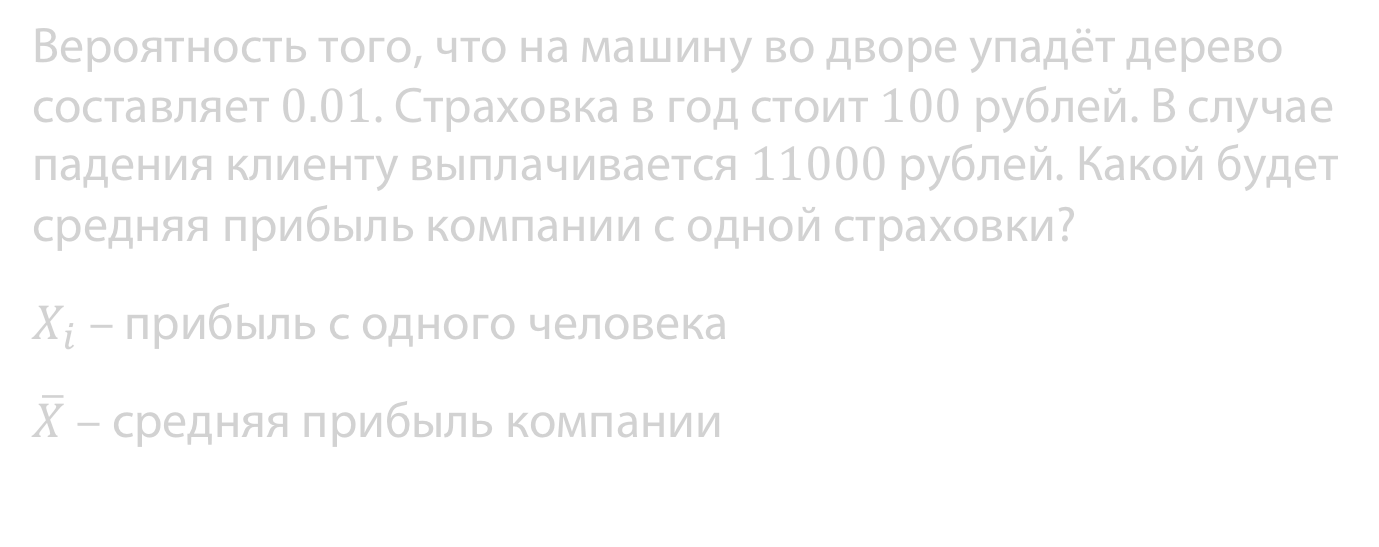 Вероятность того, что на машину во дворе упадёт дерево
составляет 0.01. Страховка в год стоит 100 рублей. В случае
падения клиенту выплачивается 11000 рублей. Какой будет
средняя прибыль компании с одной страховки?
Xᵢ – прибыль с одного человека
X̄ – средняя прибыль компании